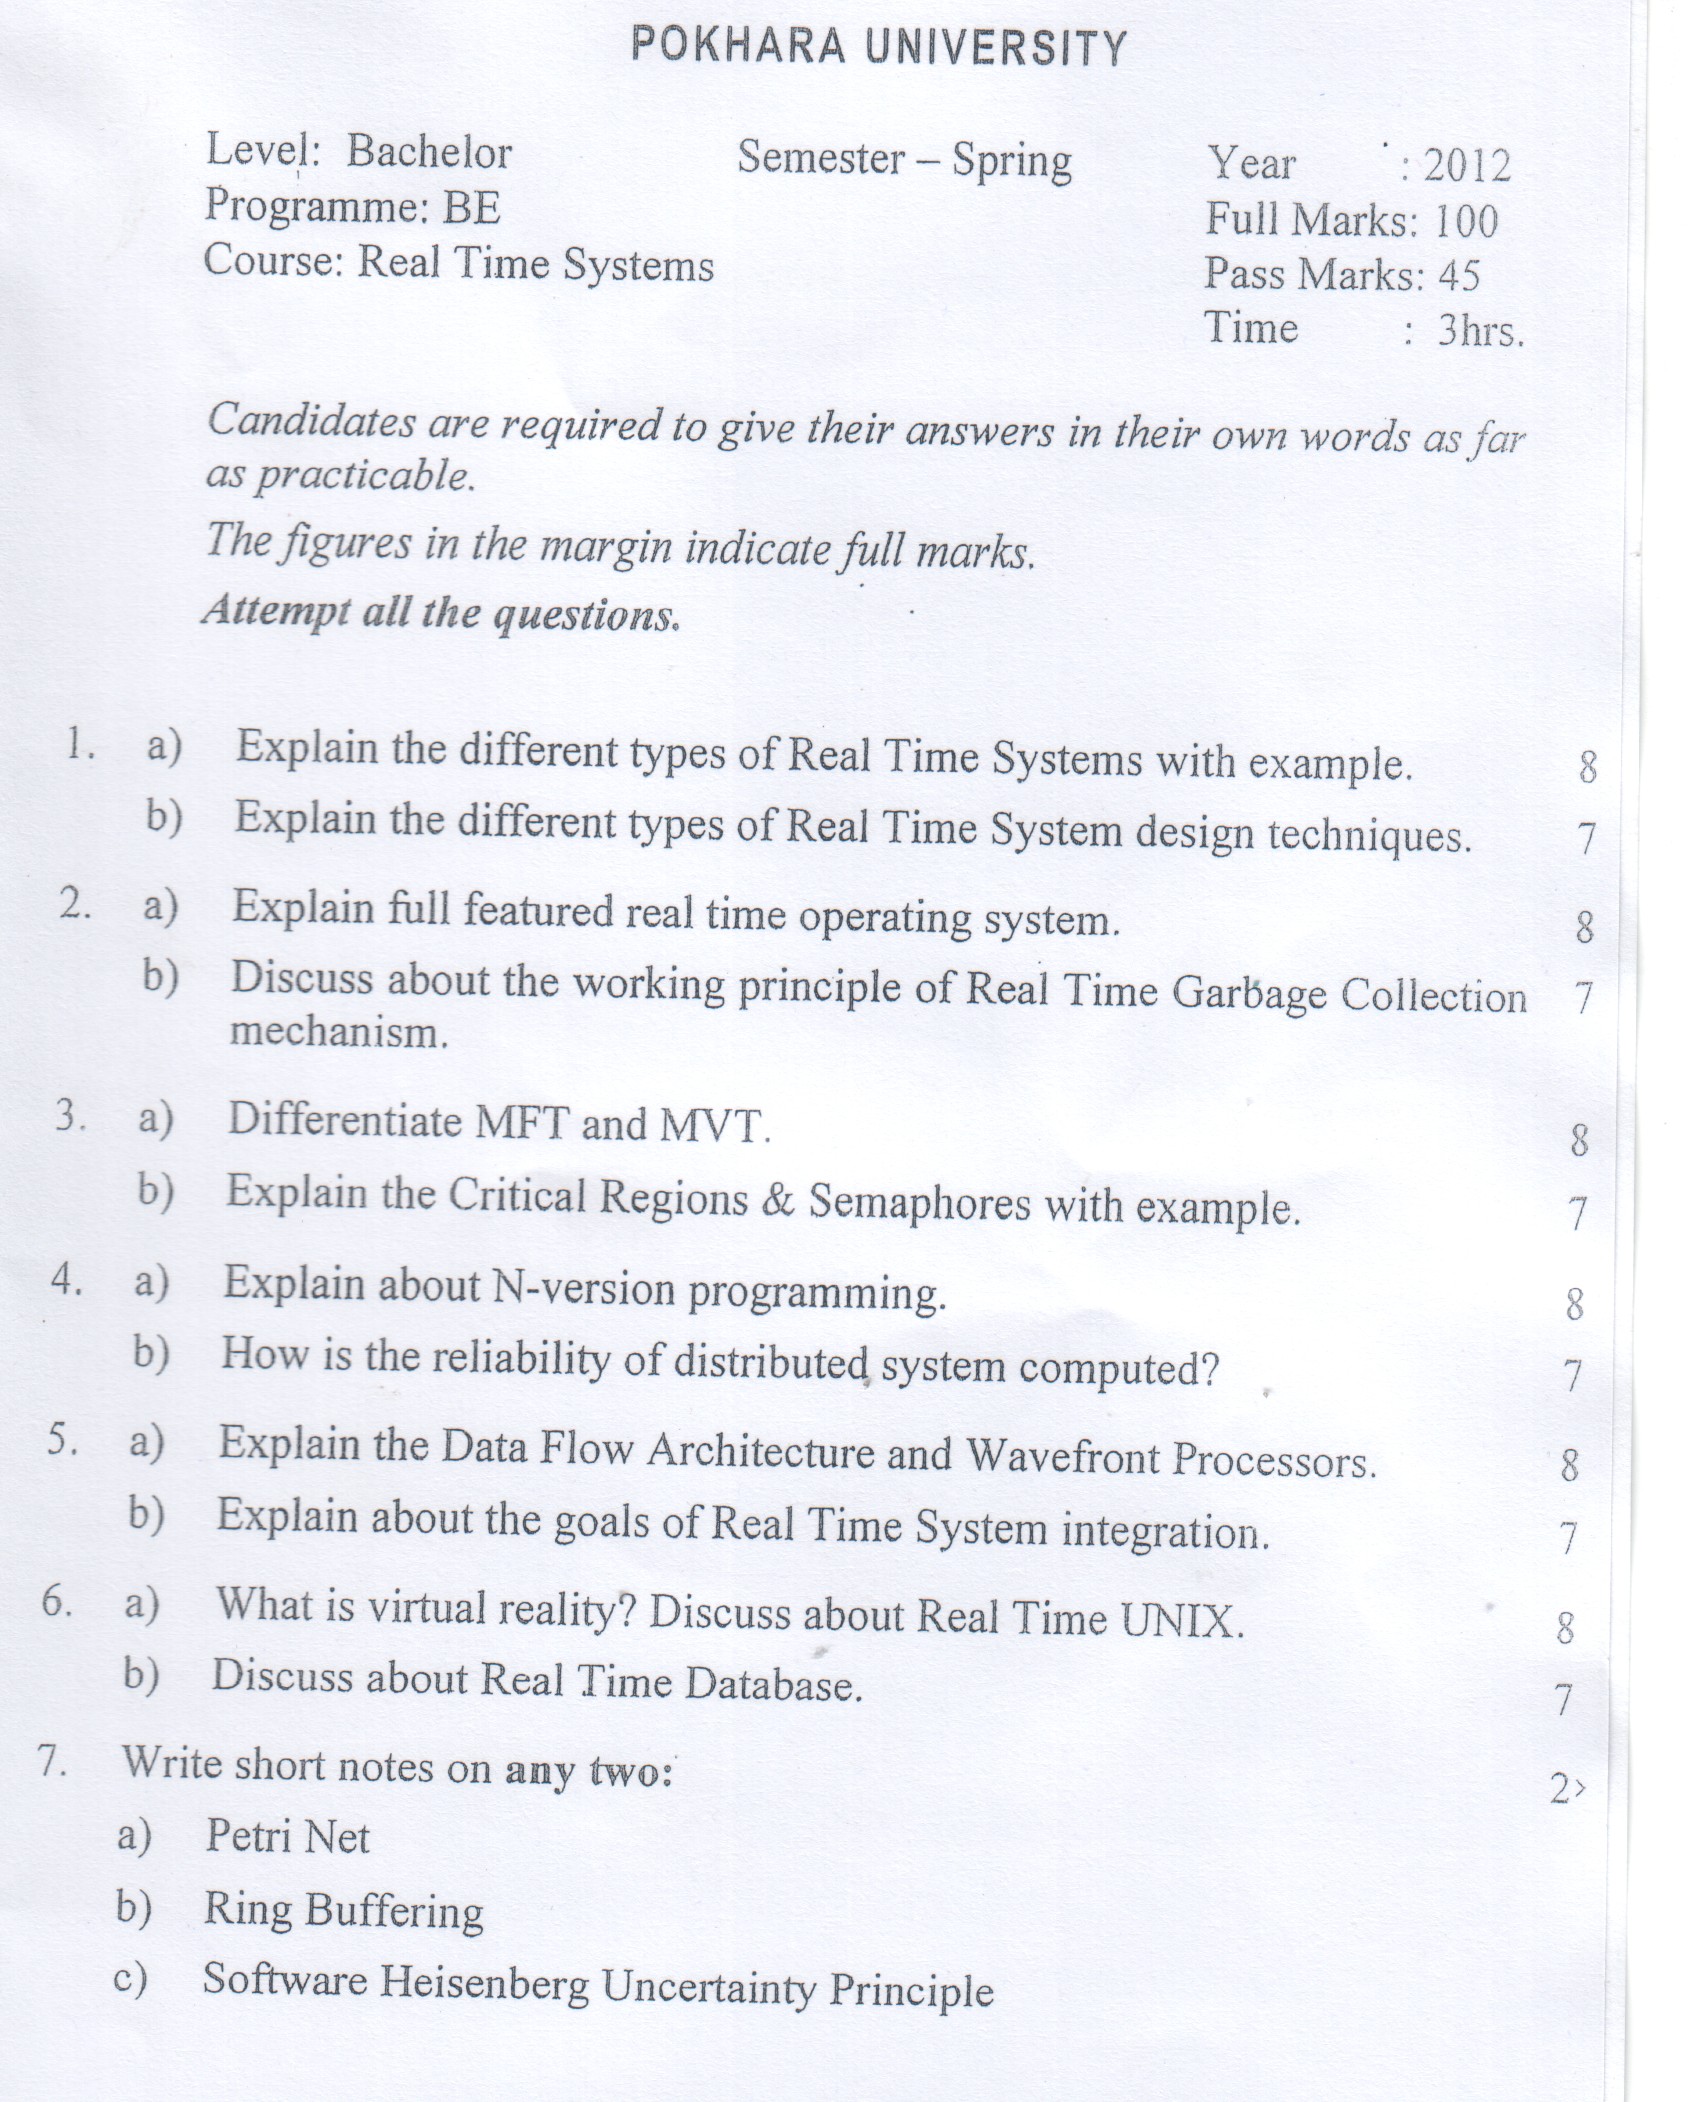 POKHARA UNIVERSITY
Level: Bachelor Semester – Spring Year : 2012
Programme: BE Full Marks: 100
Course: Real Time Systems Pass Marks: 45
Time : 3hrs.
Candidates are required to give their answers in their own words as far
as practicable.
The figures in the margin indicate full marks.
Attempt all the questions.
1. a) Explain the different types of Real Time Systems with example. 8
b) Explain the different types of Real Time System design techniques. 7
2. a) Explain full featured real time operating system. 8
b) Discuss about the working principle of Real Time Garbage Collection 7
mechanism.
3. a) Differentiate MFT and MVT. 8
b) Explain the Critical Regions & Semaphores with example. 7
4. a) Explain about N-version programming. 8
b) How is the reliability of distributed system computed? 7
5. a) Explain the Data Flow Architecture and Wavefront Processors. 8
b) Explain about the goals of Real Time System integration. 7
6. a) What is virtual reality? Discuss about Real Time UNIX. 8
b) Discuss about Real Time Database. 7
7. Write short notes on any two: 2
a) Petri Net
b) Ring Buffering
c) Software Heisenberg Uncertainty Principle